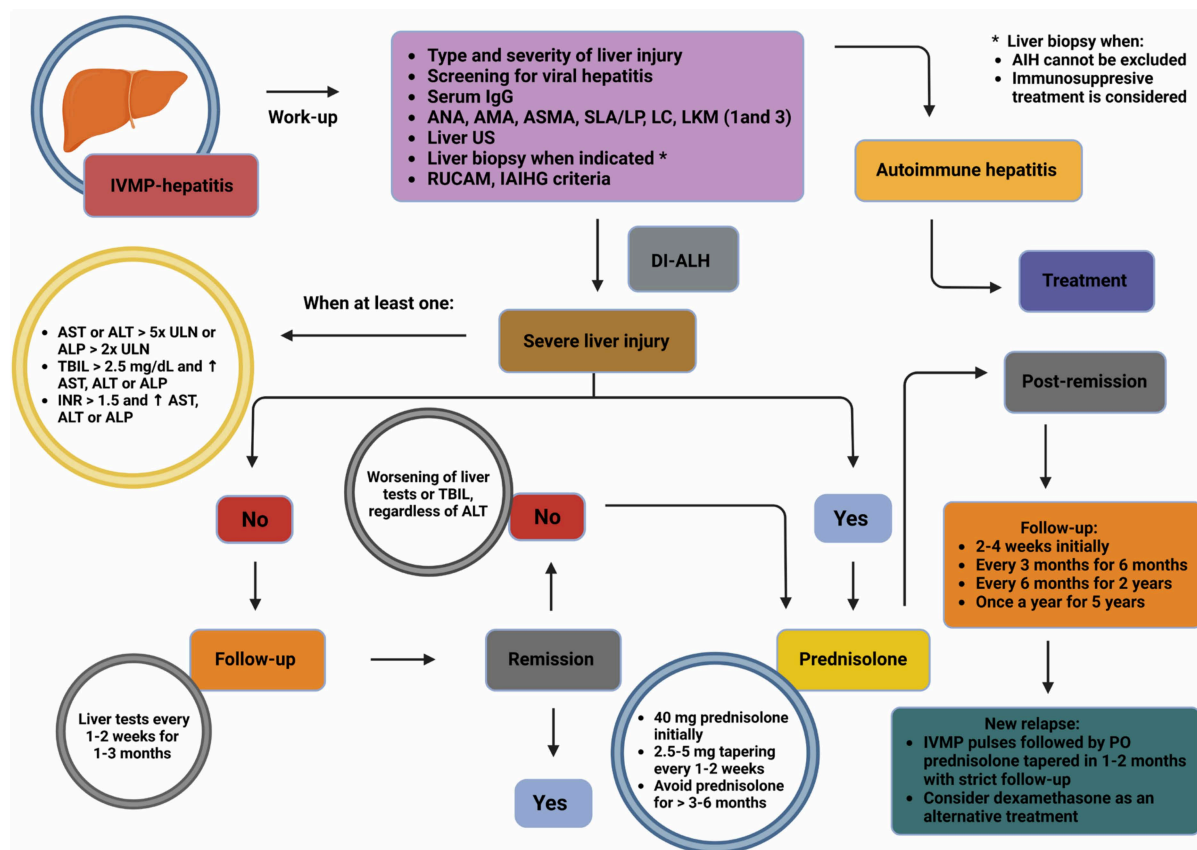 IVMP-hepatitis
Work-up
• Type and severity of liver injury
• Screening for viral hepatitis
• Serum IgG
• ANA, AMA, ASMA, SLA/LP, LC, LKM (1and 3)
• Liver US
• Liver biopsy when indicated *
• RUCAM, IAIHG criteria
* Liver biopsy when:
• AIH cannot be excluded
• Immunosuppresive
treatment is considered
Autoimmune hepatitis
Treatment
DI-ALH
Severe liver injury
When at least one:
• AST or ALT > 5x ULN or
ALP > 2x ULN
• TBIL > 2.5 mg/dL and ↑
AST, ALT or ALP
• INR > 1.5 and ↑ AST,
ALT or ALP
No
Follow-up
Liver tests every
1-2 weeks for
1-3 months
Remission
No
Worsening of liver
tests or TBIL,
regardless of ALT
Yes
Yes
Prednisolone
• 40 mg prednisolone
initially
• 2.5-5 mg tapering
every 1-2 weeks
• Avoid prednisolone
for > 3-6 months
Post-remission
Follow-up:
• 2-4 weeks initially
• Every 3 months for 6 months
• Every 6 months for 2 years
• Once a year for 5 years
New relapse:
• IVMP pulses followed by PO
prednisolone tapered in 1-2 months
with strict follow-up
• Consider dexamethasone as an
alternative treatment